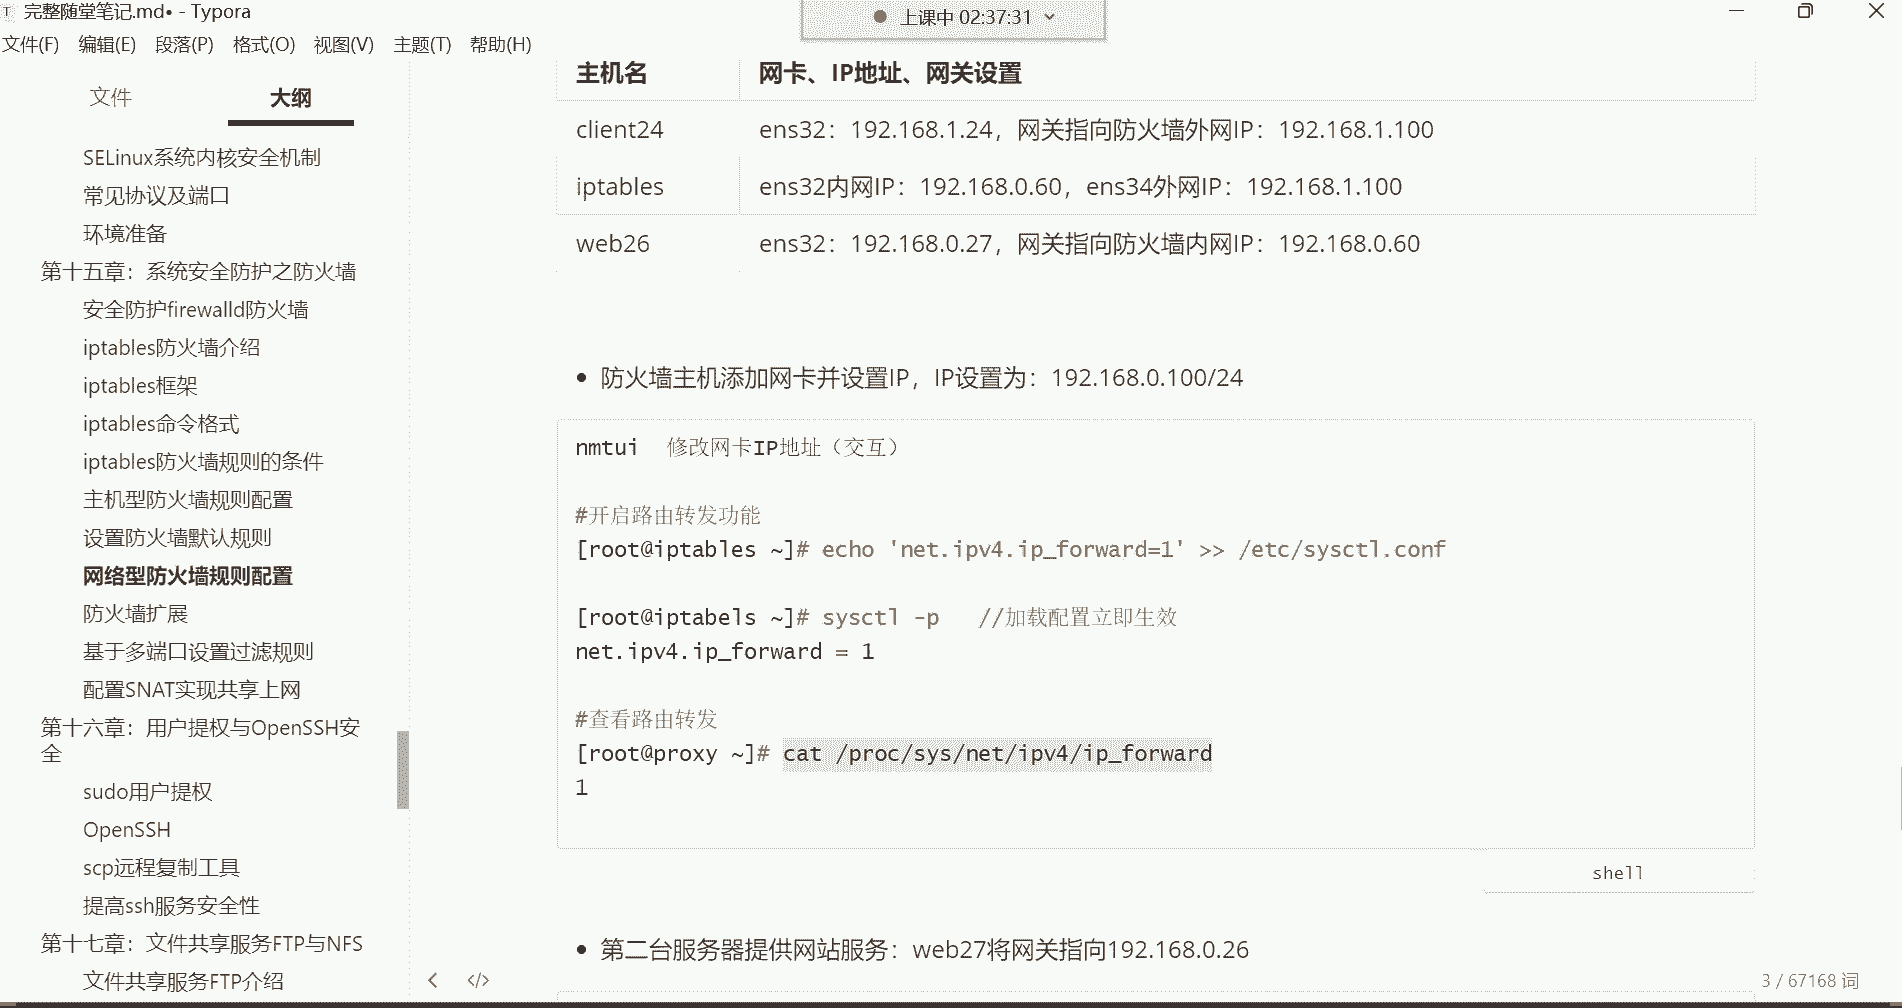 完整随堂笔记.md• - Typora
上课中 02:37:31
文件(F) 编辑(E) 段落(P) 格式(O) 视图(V) 主题(T) 帮助(H)
文件 大纲
SELinux系统内核安全机制
常见协议及端口
环境准备
第十五章：系统安全防护之防火墙
安全防护firewalld防火墙
iptables防火墙介绍
iptables框架
iptables命令格式
iptables防火墙规则的条件
主机型防火墙规则配置
设置防火墙默认规则
网络型防火墙规则配置
防火墙扩展
基于多端口设置过滤规则
配置SNAT实现共享上网
第十六章：用户提权与OpenSSH安
全
sudo用户提权
OpenSSH
scp远程复制工具
提高ssh服务安全性
第十七章：文件共享服务FTP与NFS
文件共享服务FTP介绍
主机名 网卡、IP地址、网关设置
client24 ens32：192.168.1.24，网关指向防火墙外网IP：192.168.1.100
iptables ens32内网IP：192.168.0.60，ens34外网IP：192.168.1.100
web26 ens32：192.168.0.27，网关指向防火墙内网IP：192.168.0.60
• 防火墙主机添加网卡并设置IP，IP设置为：192.168.0.100/24
nmtui 修改网卡IP地址（交互）
#开启路由转发功能
[root@iptables ~]# echo 'net.ipv4.ip_forward=1' >> /etc/sysctl.conf
[root@iptabels ~]# sysctl -p //加载配置立即生效
net.ipv4.ip_forward = 1
#查看路由转发
[root@proxy ~]# cat /proc/sys/net/ipv4/ip_forward
1
shell
• 第二台服务器提供网站服务：web27将网关指向192.168.0.26
</> 3 / 67168 词